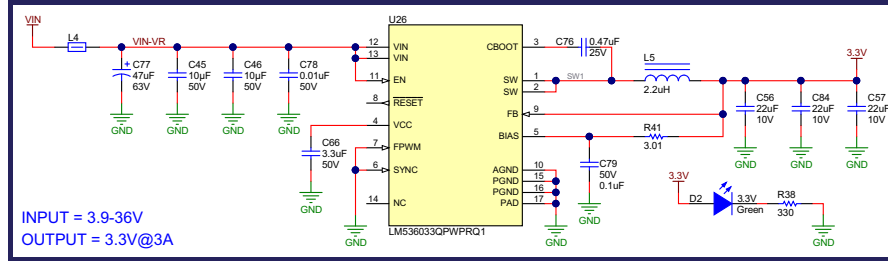 VIN
L4
VIN-VR
C77
47uF
63V
GND
C45
10µF
50V
GND
C46
10µF
50V
GND
C78
0.01uF
50V
GND
C66
3.3uF
50V
GND
GND
U26
12 VIN
13 VIN
11 EN
8 RESET
4 VCC
7 FPWM
6 SYNC
14 NC
CBOOT 3
SW 1
SW 2
FB 9
BIAS 5
AGND 10
PGND 15
PGND 16
PAD 17
LM536033QPWPRQ1
C76
0.47uF
25V
SW1
L5
2.2uH
R41
3.01
C79
50V
0.1uF
GND
GND
3.3V
C56
22uF
10V
GND
C84
22uF
10V
GND
C57
22uF
10V
GND
3.3V
D2
3.3V
Green
R38
330
GND
INPUT = 3.9-36V
OUTPUT = 3.3V@3A